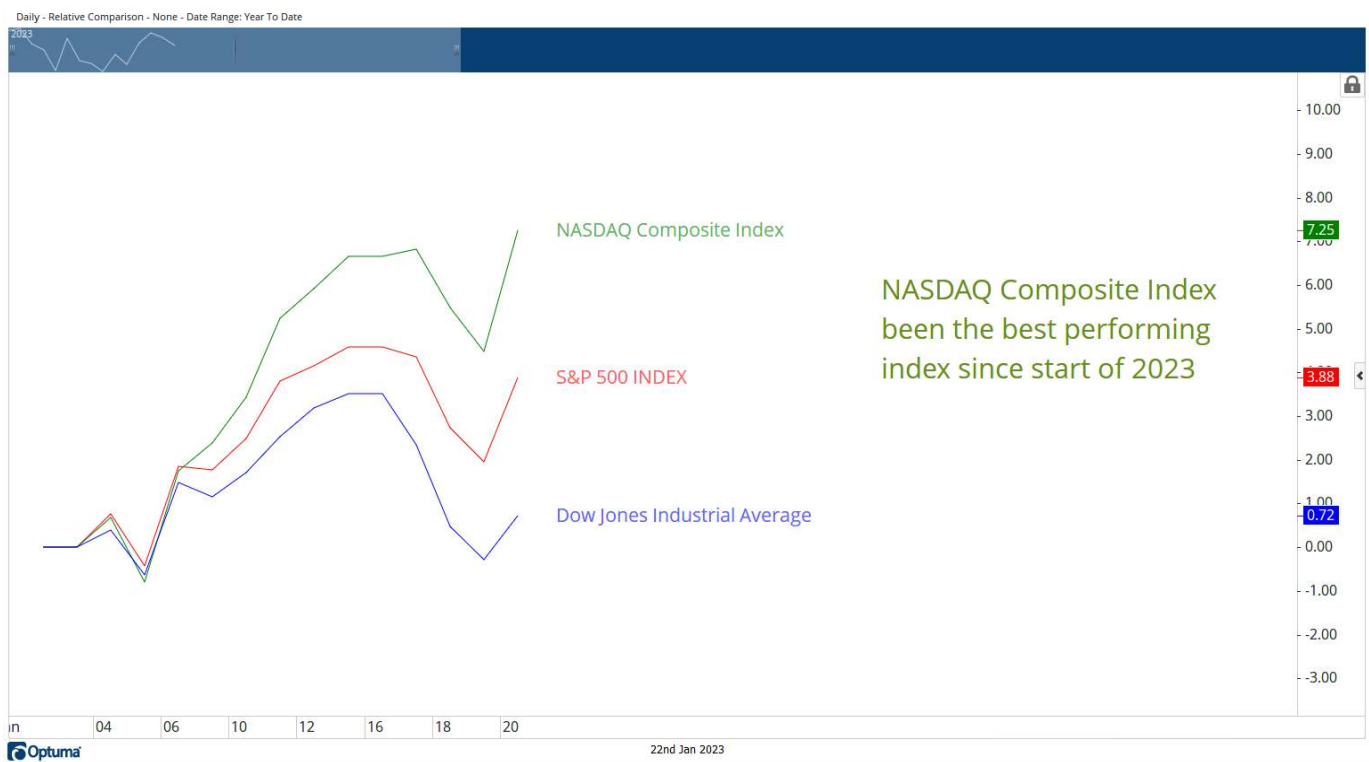 Daily - Relative Comparison - None - Date Range: Year To Date
2023
10.00
9.00
8.00
7.25
7.00
NASDAQ Composite Index
NASDAQ Composite Index
been the best performing
index since start of 2023
6.00
5.00
S&P 500 INDEX
3.88
3.00
2.00
1.00
Dow Jones Industrial Average
0.72
0.00
-1.00
-2.00
-3.00
n 04 06 10 12 16 18 20
Optuma
22nd Jan 2023